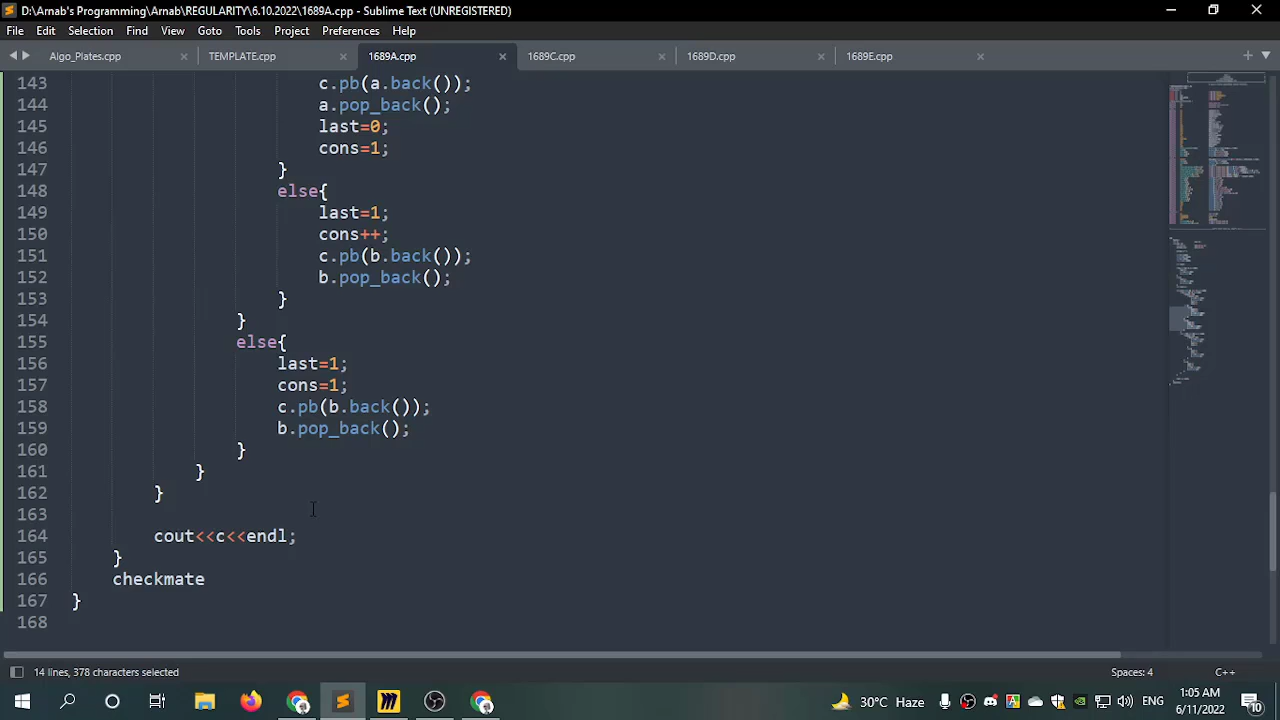 D:\Arnab's Programming\Arnab\REGULARITY\6.10.2022\1689A.cpp - Sublime Text (UNREGISTERED)
File Edit Selection Find View Goto Tools Project Preferences Help
Algo_Plates.cpp TEMPLATE.cpp 1689A.cpp 1689C.cpp 1689D.cpp 1689E.cpp
143 c.pb(a.back());
144 a.pop_back();
145 last=0;
146 cons=1;
147 }
148 else{
149 last=1;
150 cons++;
151 c.pb(b.back());
152 b.pop_back();
153 }
154 }
155 else{
156 last=1;
157 cons=1;
158 c.pb(b.back());
159 b.pop_back();
160 }
161 }
162 }
163
164 cout<<c<<endl;
165 }
166 checkmate
167 }
168
14 lines, 378 characters selected Spaces: 4 C++
30°C Haze ENG 1:05 AM 6/11/2022 10